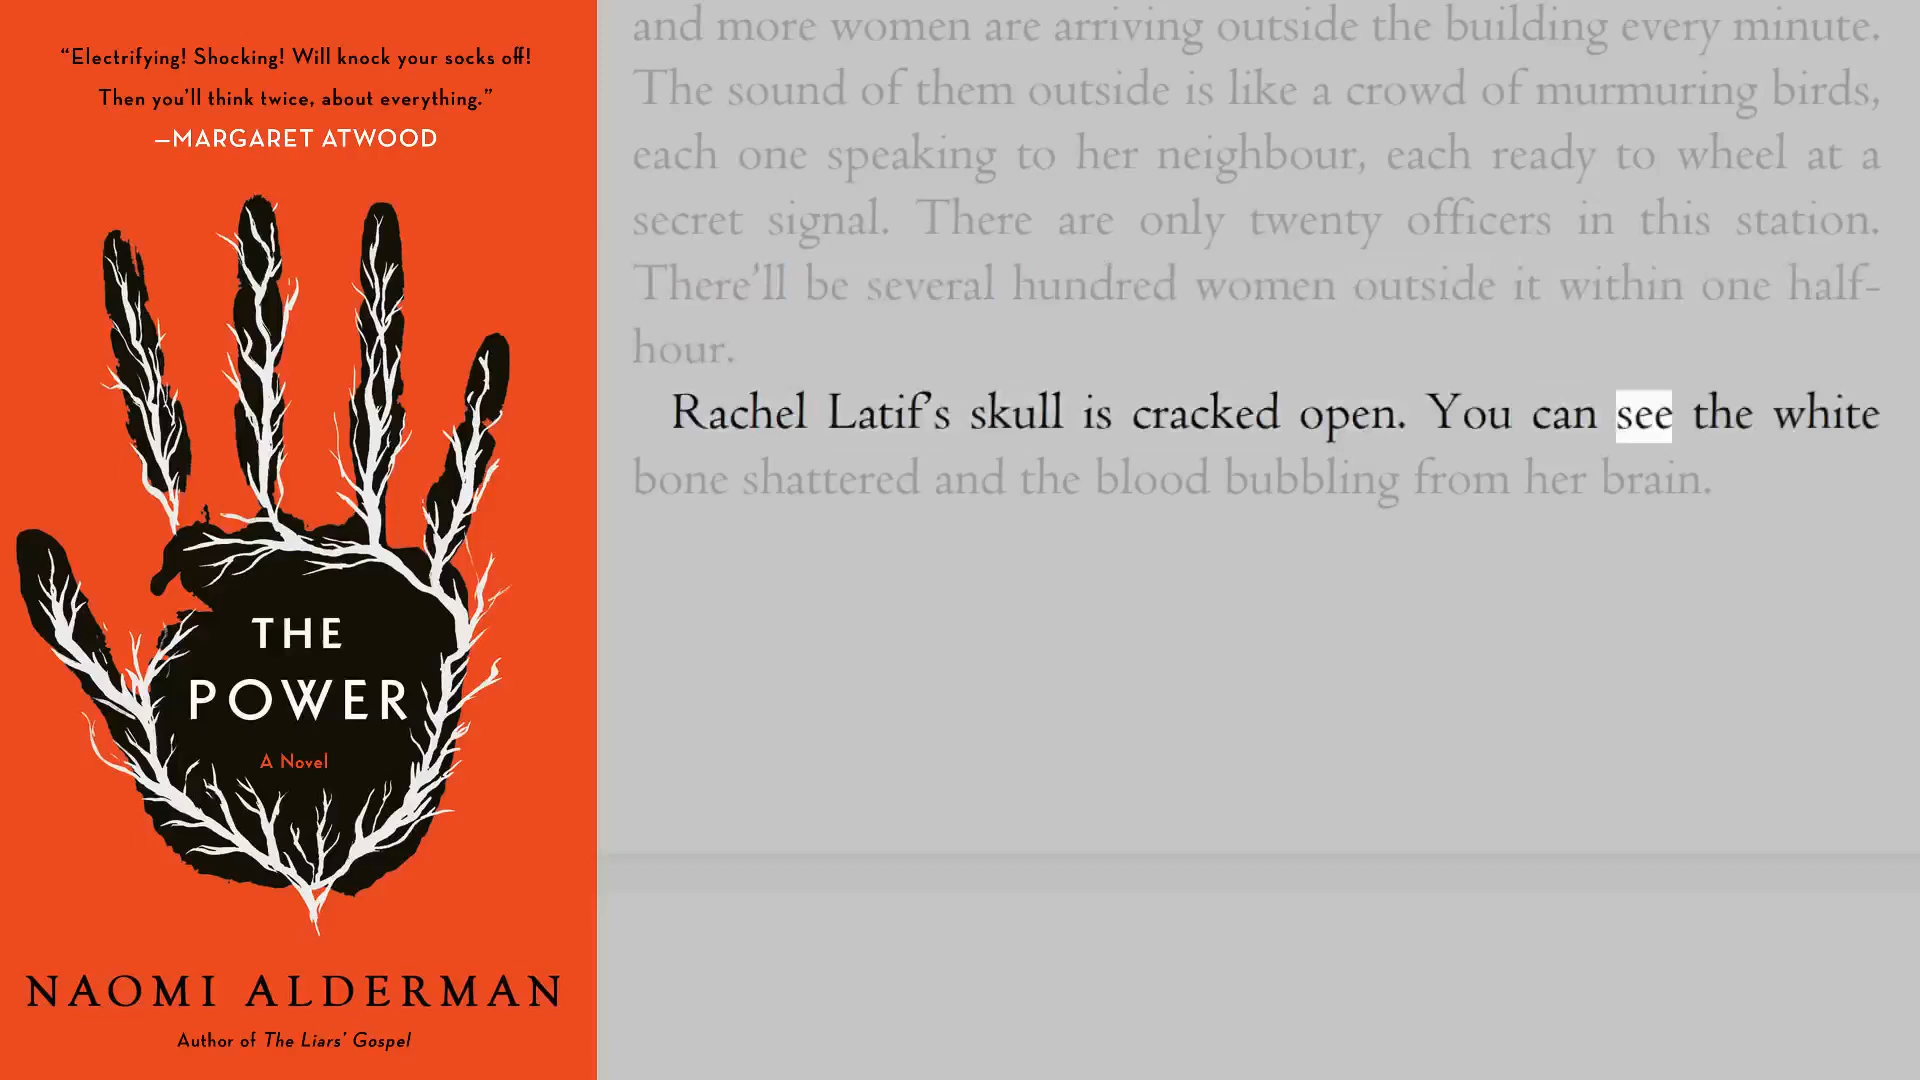 “Electrifying! Shocking! Will knock your socks off!
Then you’ll think twice, about everything.”
—MARGARET ATWOOD
THE
POWER
A Novel
NAOMI ALDERMAN
Author of The Liars’ Gospel
and more women are arriving outside the building every minute.
The sound of them outside is like a crowd of murmuring birds,
each one speaking to her neighbour, each ready to wheel at a
secret signal. There are only twenty officers in this station.
There’ll be several hundred women outside it within one half-
hour.
Rachel Latif’s skull is cracked open. You can see the white
bone shattered and the blood bubbling from her brain.